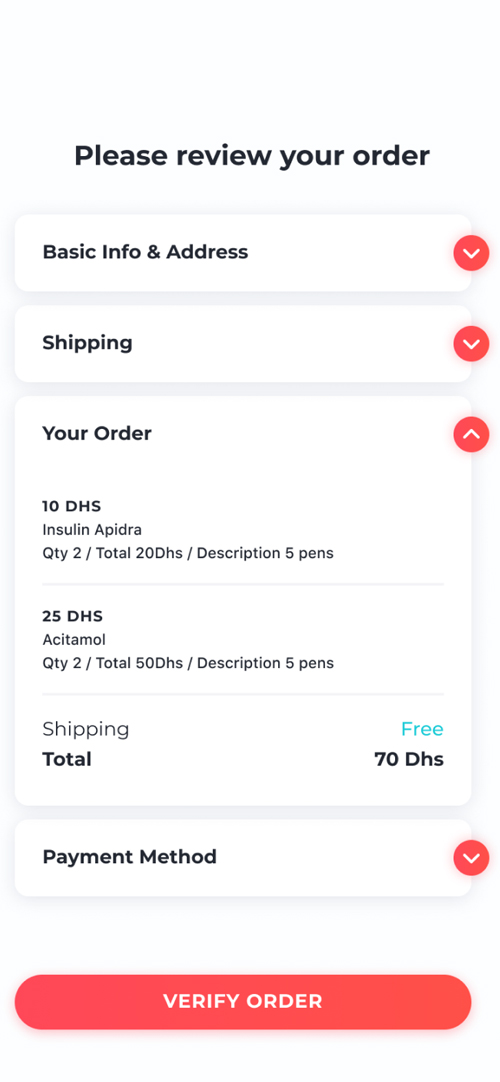 Please review your order
Basic Info & Address
Shipping
Your Order
10 DHS
Insulin Apidra
Qty 2 / Total 20Dhs / Description 5 pens
25 DHS
Acitamol
Qty 2 / Total 50Dhs / Description 5 pens
Shipping Free
Total 70 Dhs
Payment Method
VERIFY ORDER